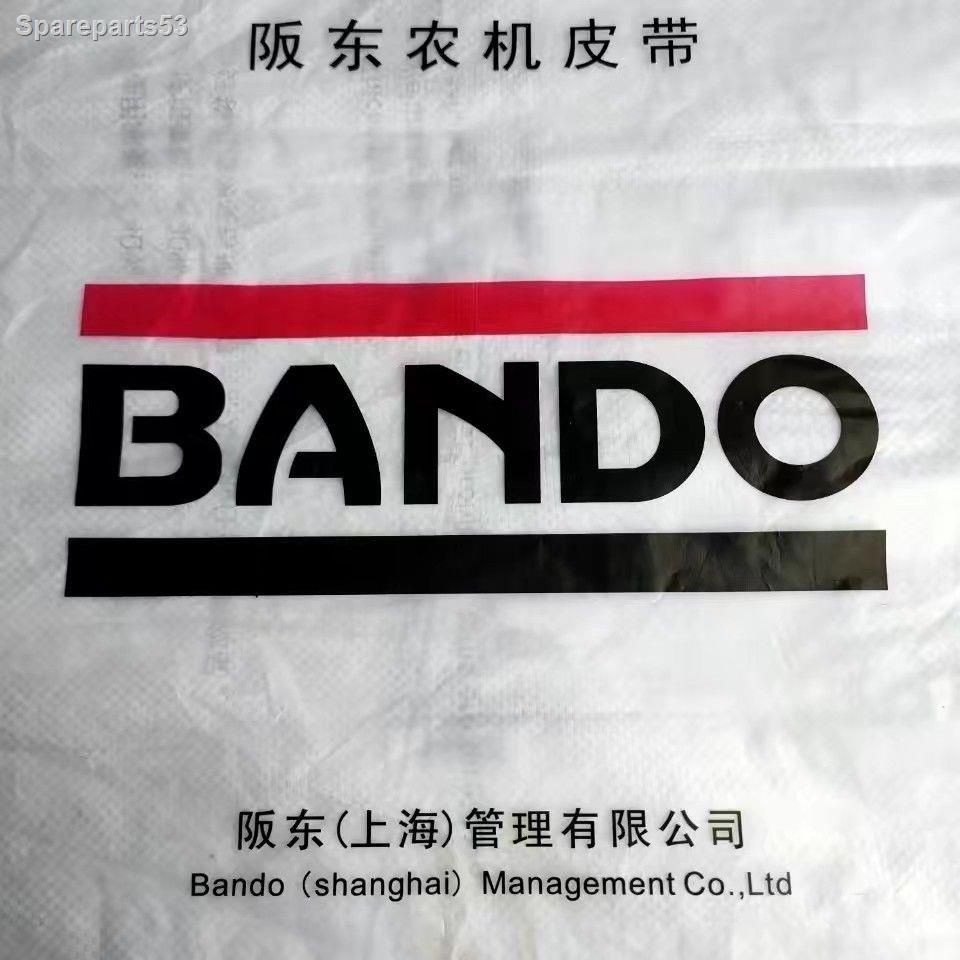 Spareparts53
阪东农机皮带
BANDO
阪东(上海)管理有限公司
Bando（shanghai）Management Co.,Ltd